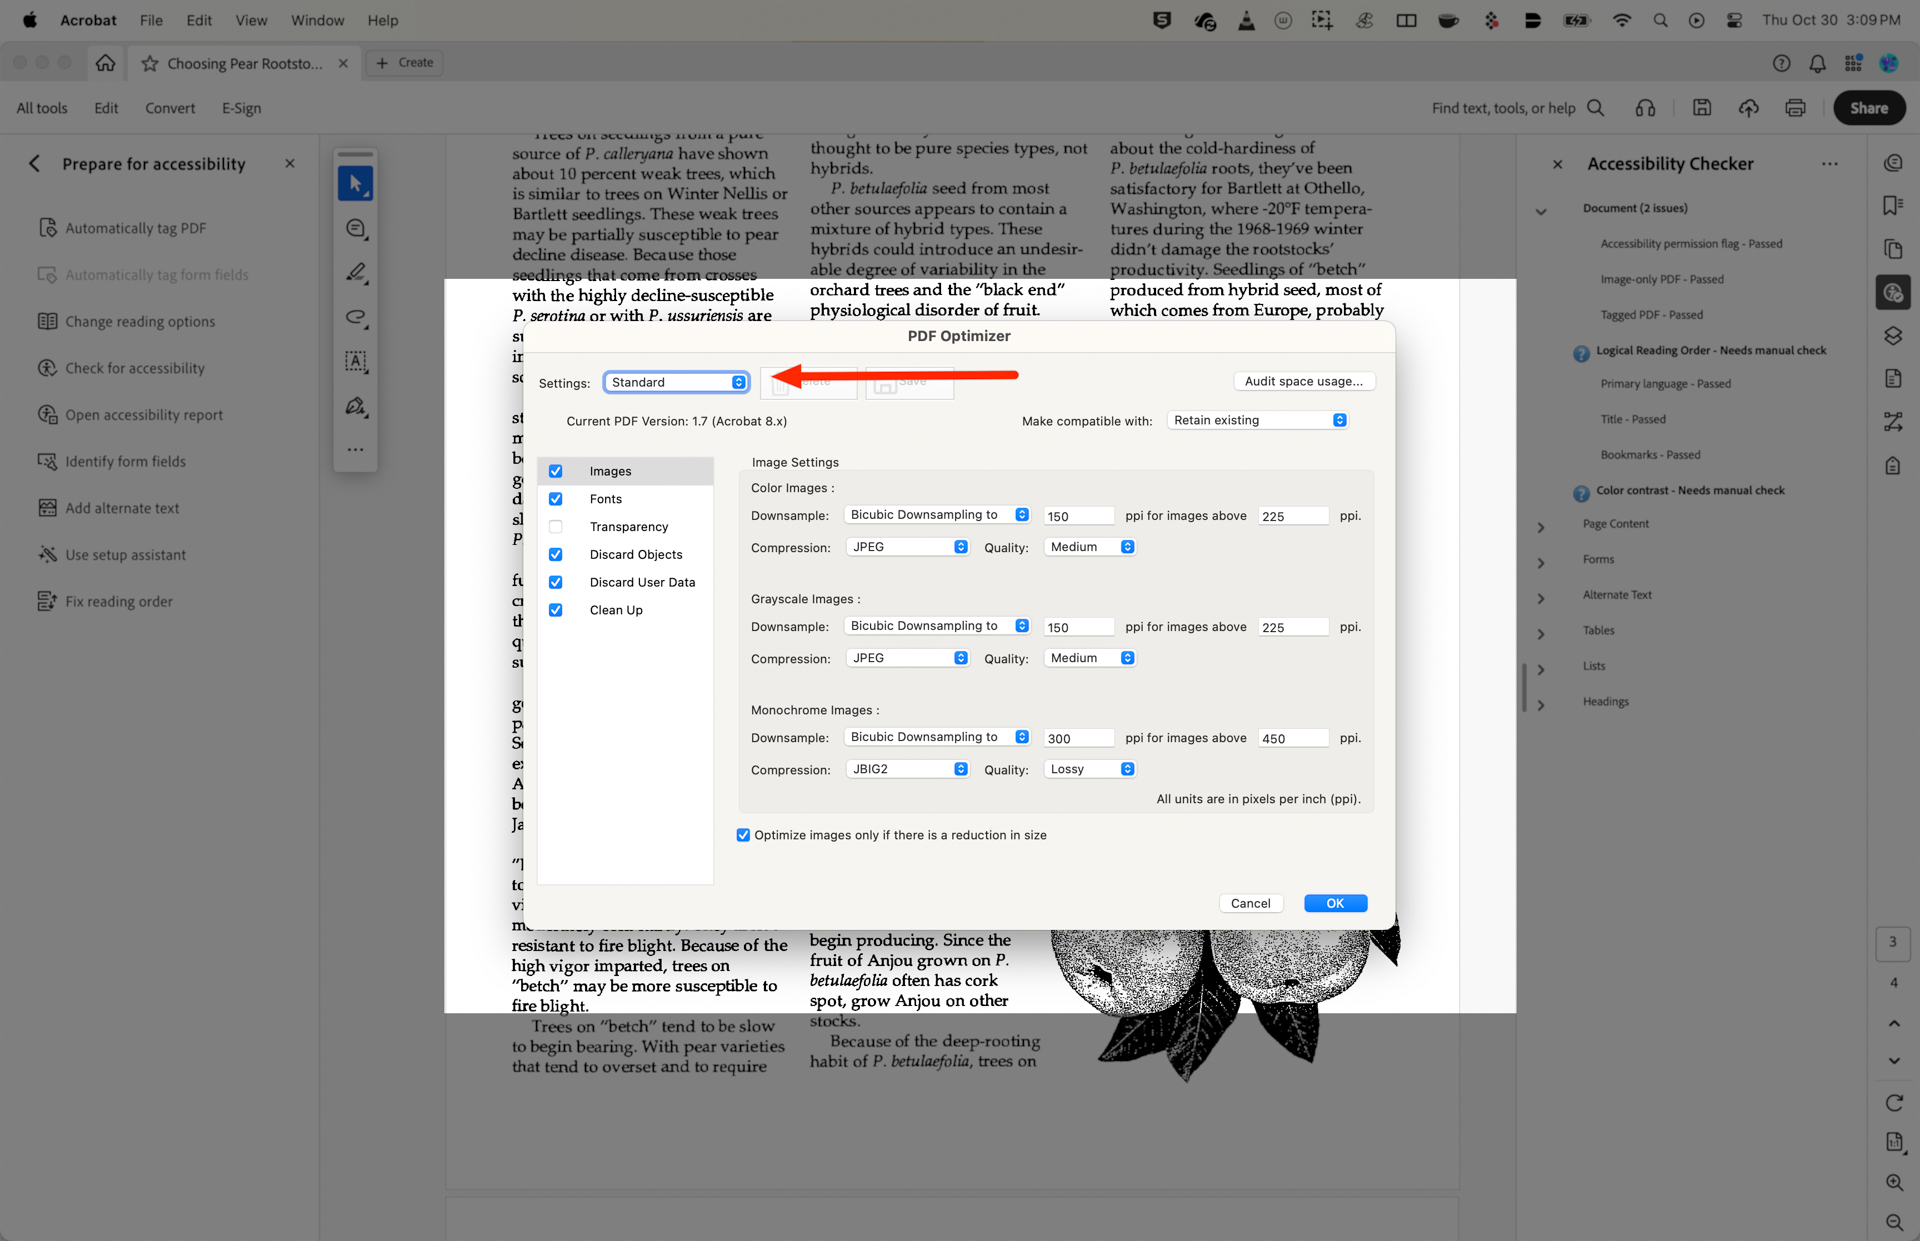 Acrobat File Edit View Window Help
Thu Oct 30 3:09 PM
Choosing Pear Rootsto...
Create
All tools Edit Convert E-Sign
Find text, tools, or help
Share
Prepare for accessibility
Automatically tag PDF
Automatically tag form fields
Change reading options
Check for accessibility
Open accessibility report
Identify form fields
Add alternate text
Use setup assistant
Fix reading order
source of P. calleryana have shown
about 10 percent weak trees, which
is similar to trees on Winter Nellis or
Bartlett seedlings. These weak trees
may be partially susceptible to pear
decline disease. Because those
seedlings that come from crosses
with the highly decline-susceptible
P. serotina or with P. ussuriensis are
resistant to fire blight. Because of the
high vigor imparted, trees on
"betch" may be more susceptible to
fire blight.
Trees on "betch" tend to be slow
to begin bearing. With pear varieties
that tend to overset and to require
thought to be pure species types, not
hybrids.
P. betulaefolia seed from most
other sources appears to contain a
mixture of hybrid types. These
hybrids could introduce an undesir-
able degree of variability in the
orchard trees and the "black end"
physiological disorder of fruit.
begin producing. Since the
fruit of Anjou grown on P.
betulaefolia often has cork
spot, grow Anjou on other
stocks.
Because of the deep-rooting
habit of P. betulaefolia, trees on
about the cold-hardiness of
P. betulaefolia roots, they've been
satisfactory for Bartlett at Othello,
Washington, where -20°F tempera-
tures during the 1968-1969 winter
didn't damage the rootstocks'
productivity. Seedlings of "betch"
produced from hybrid seed, most of
which comes from Europe, probably
PDF Optimizer
Settings: Standard
Save
Audit space usage...
Current PDF Version: 1.7 (Acrobat 8.x)
Make compatible with: Retain existing
Images
Fonts
Transparency
Discard Objects
Discard User Data
Clean Up
Image Settings
Color Images :
Downsample: Bicubic Downsampling to 150 ppi for images above 225 ppi.
Compression: JPEG Quality: Medium
Grayscale Images :
Downsample: Bicubic Downsampling to 150 ppi for images above 225 ppi.
Compression: JPEG Quality: Medium
Monochrome Images :
Downsample: Bicubic Downsampling to 300 ppi for images above 450 ppi.
Compression: JBIG2 Quality: Lossy
All units are in pixels per inch (ppi).
Optimize images only if there is a reduction in size
Cancel OK
Accessibility Checker
Document (2 issues)
Accessibility permission flag - Passed
Image-only PDF - Passed
Tagged PDF - Passed
Logical Reading Order - Needs manual check
Primary language - Passed
Title - Passed
Bookmarks - Passed
Color contrast - Needs manual check
Page Content
Forms
Alternate Text
Tables
Lists
Headings
3
4